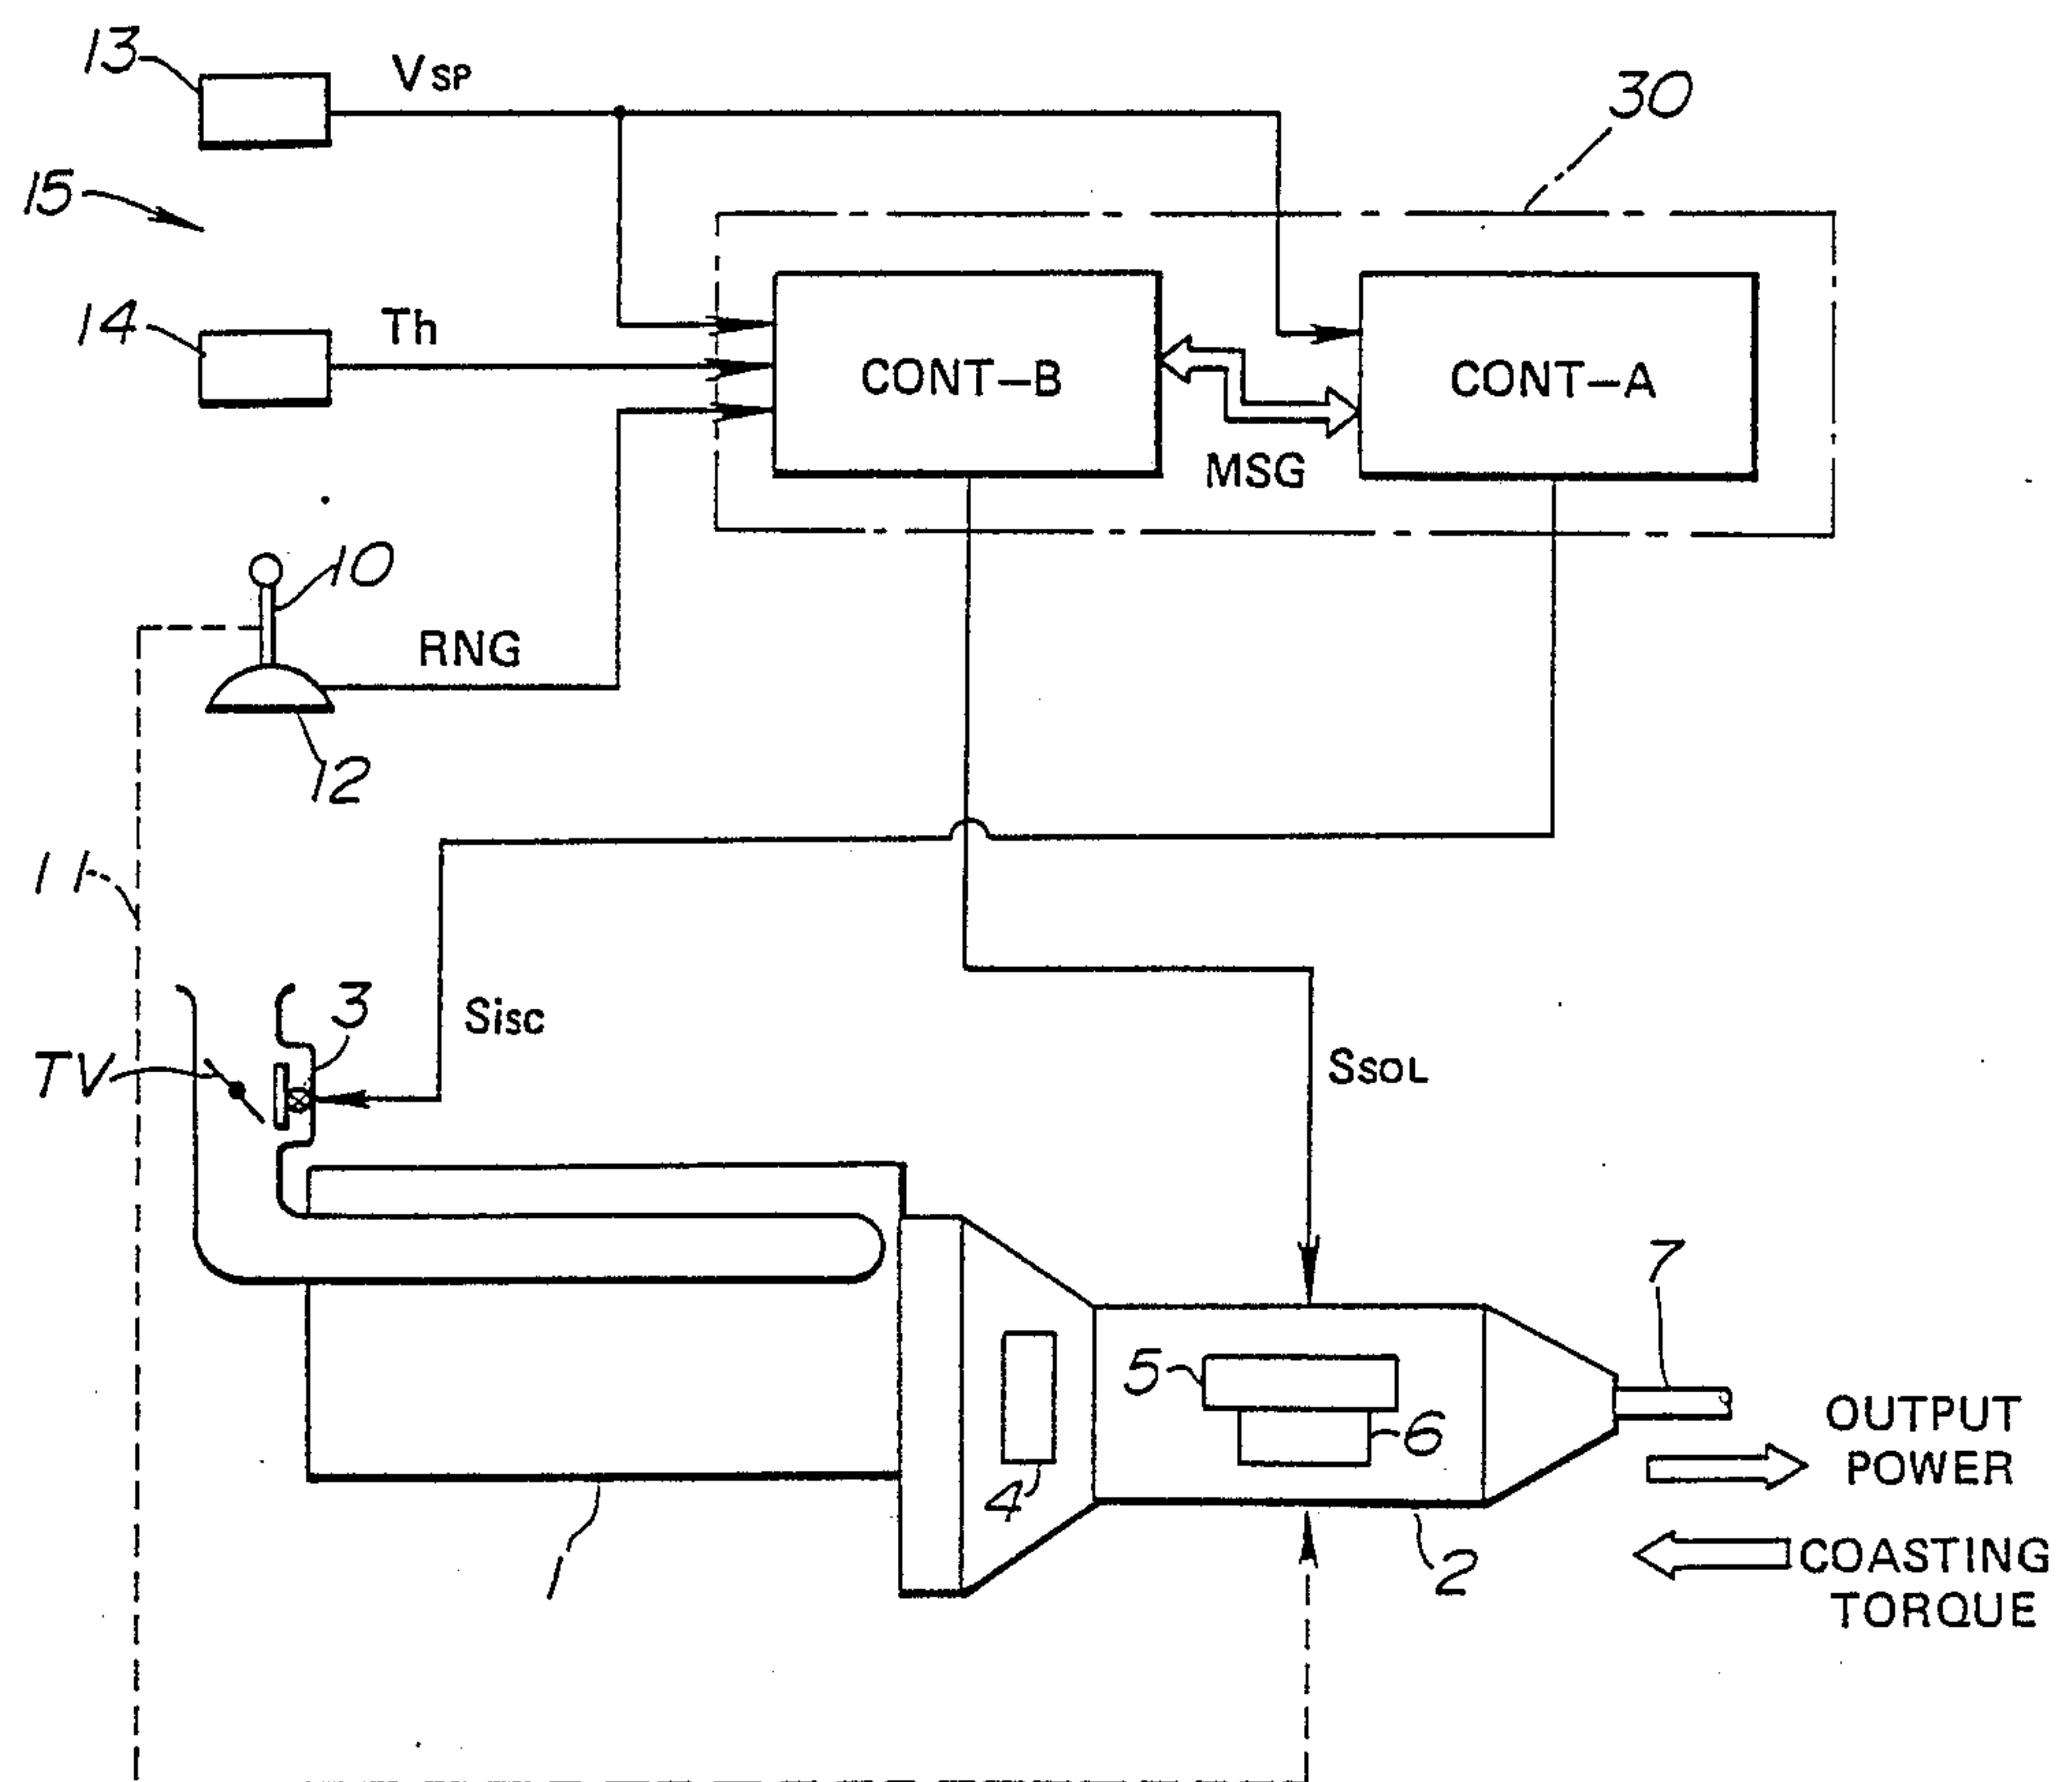 13
VSP
30
15
14
Th
CONT-B
CONT-A
MSG
10
RNG
12
11
3
Sisc
TV
SSOL
7
5
6
OUTPUT
POWER
4
1
2
COASTING
TORQUE